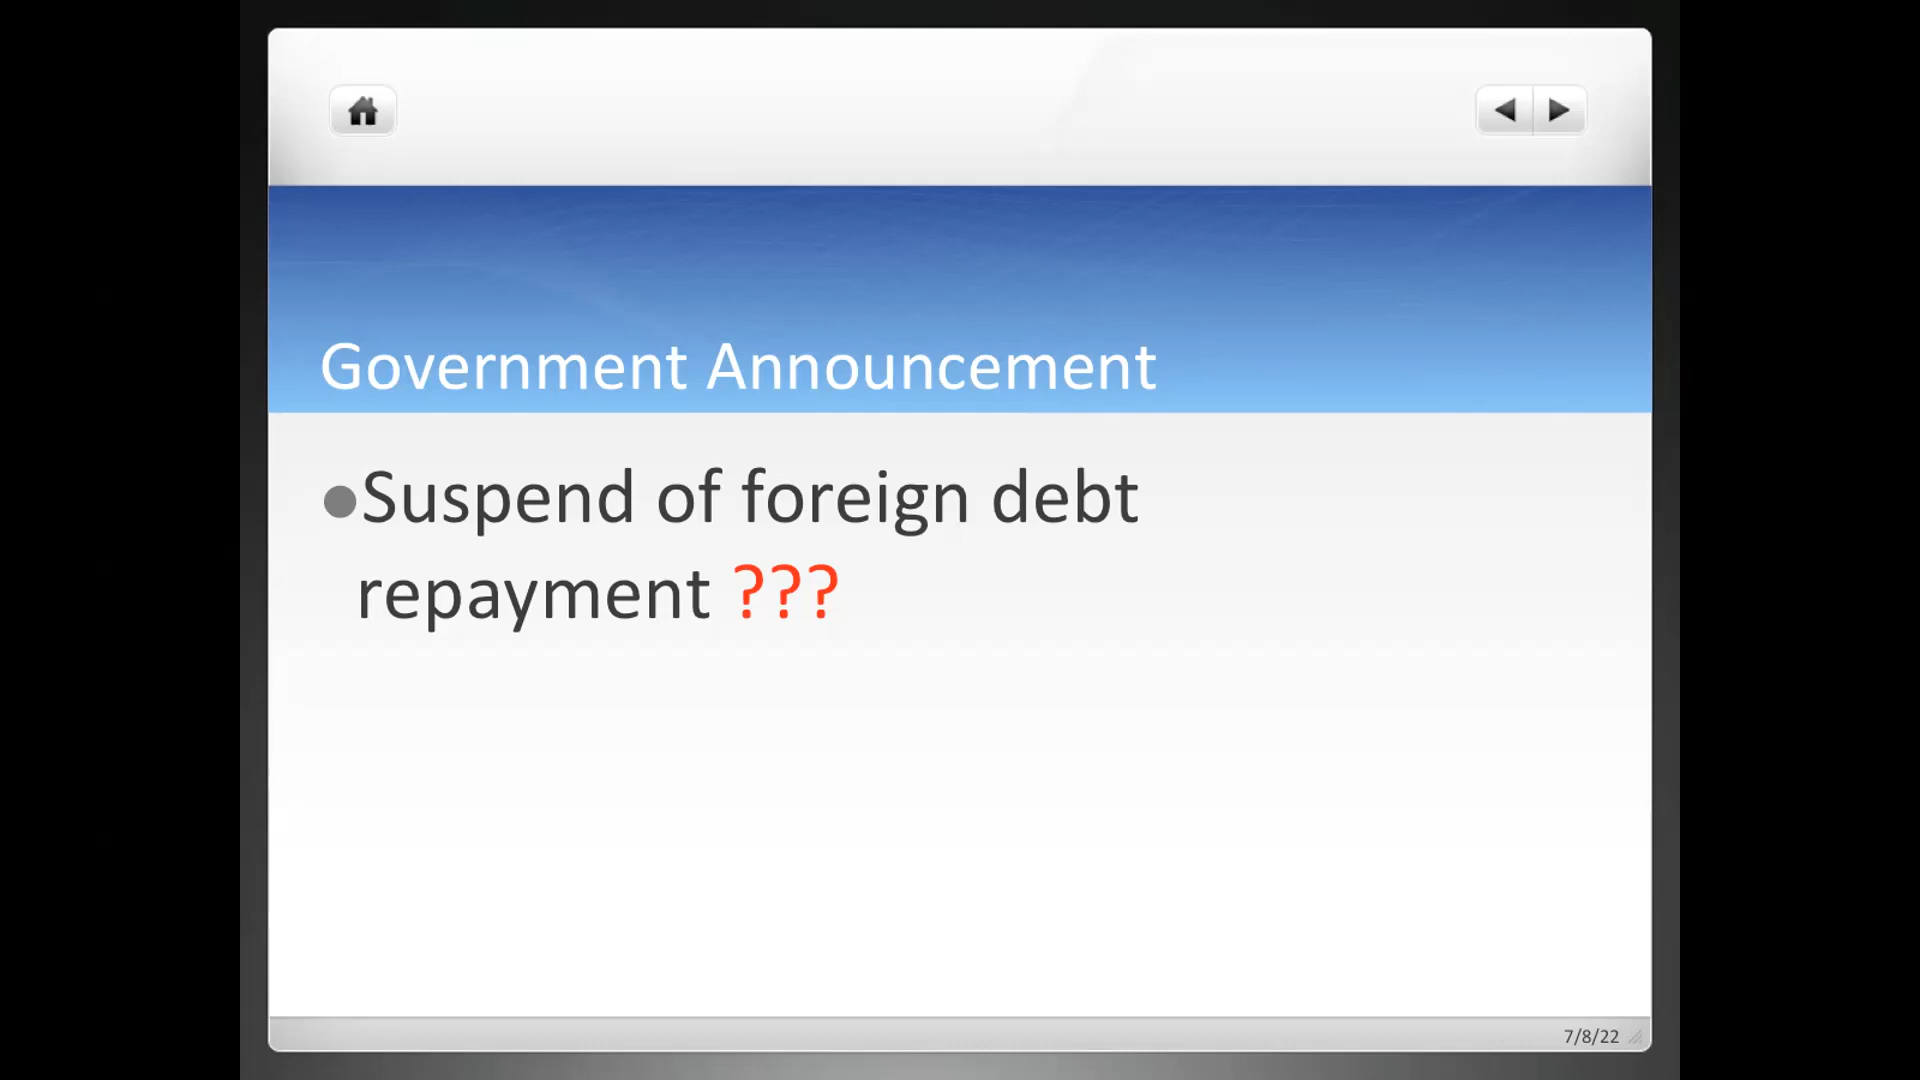 Government Announcement
●Suspend of foreign debt
repayment ???
7/8/22